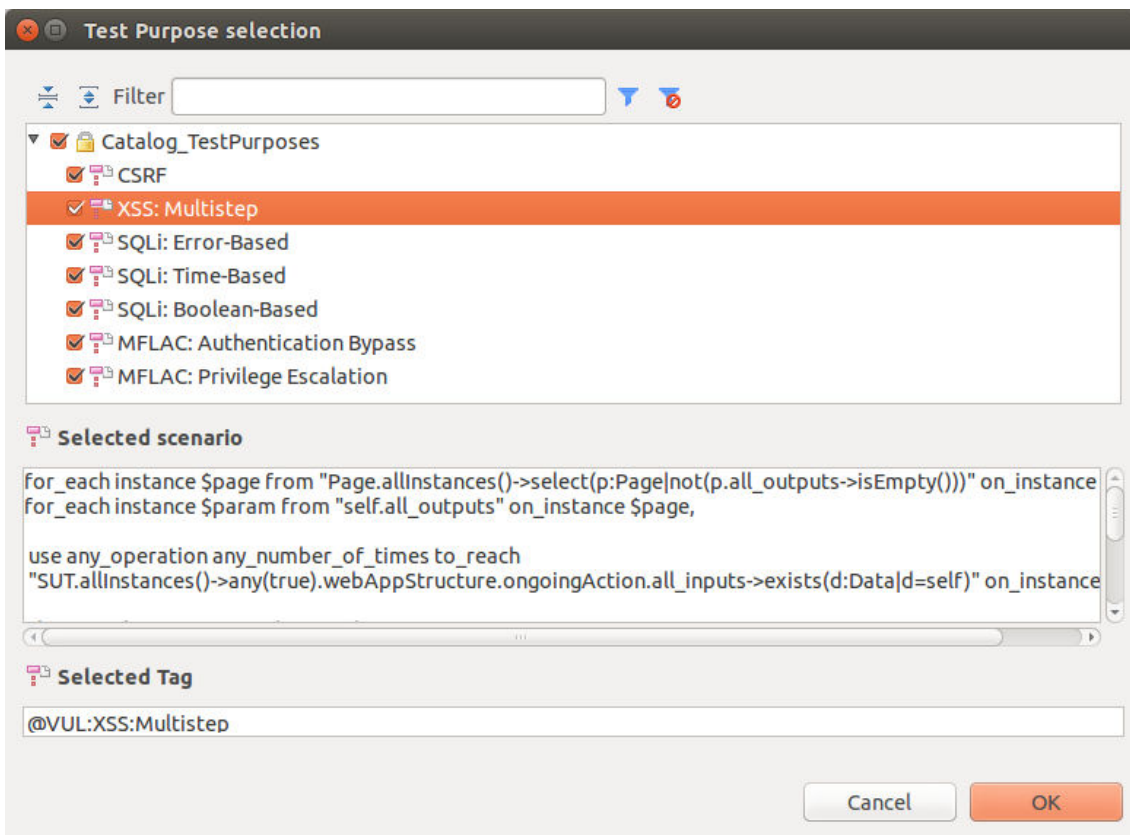 Test Purpose selection
Filter
Catalog_TestPurposes
CSRF
XSS: Multistep
SQLi: Error-Based
SQLi: Time-Based
SQLi: Boolean-Based
MFLAC: Authentication Bypass
MFLAC: Privilege Escalation
Selected scenario
for_each instance $page from "Page.allInstances()->select(p:Page|not(p.all_outputs->isEmpty()))" on_instance
for_each instance $param from "self.all_outputs" on_instance $page,
use any_operation any_number_of_times to_reach
"SUT.allInstances()->any(true).webAppStructure.ongoingAction.all_inputs->exists(d:Data|d=self)" on_instance
Selected Tag
@VUL:XSS:Multistep
Cancel OK